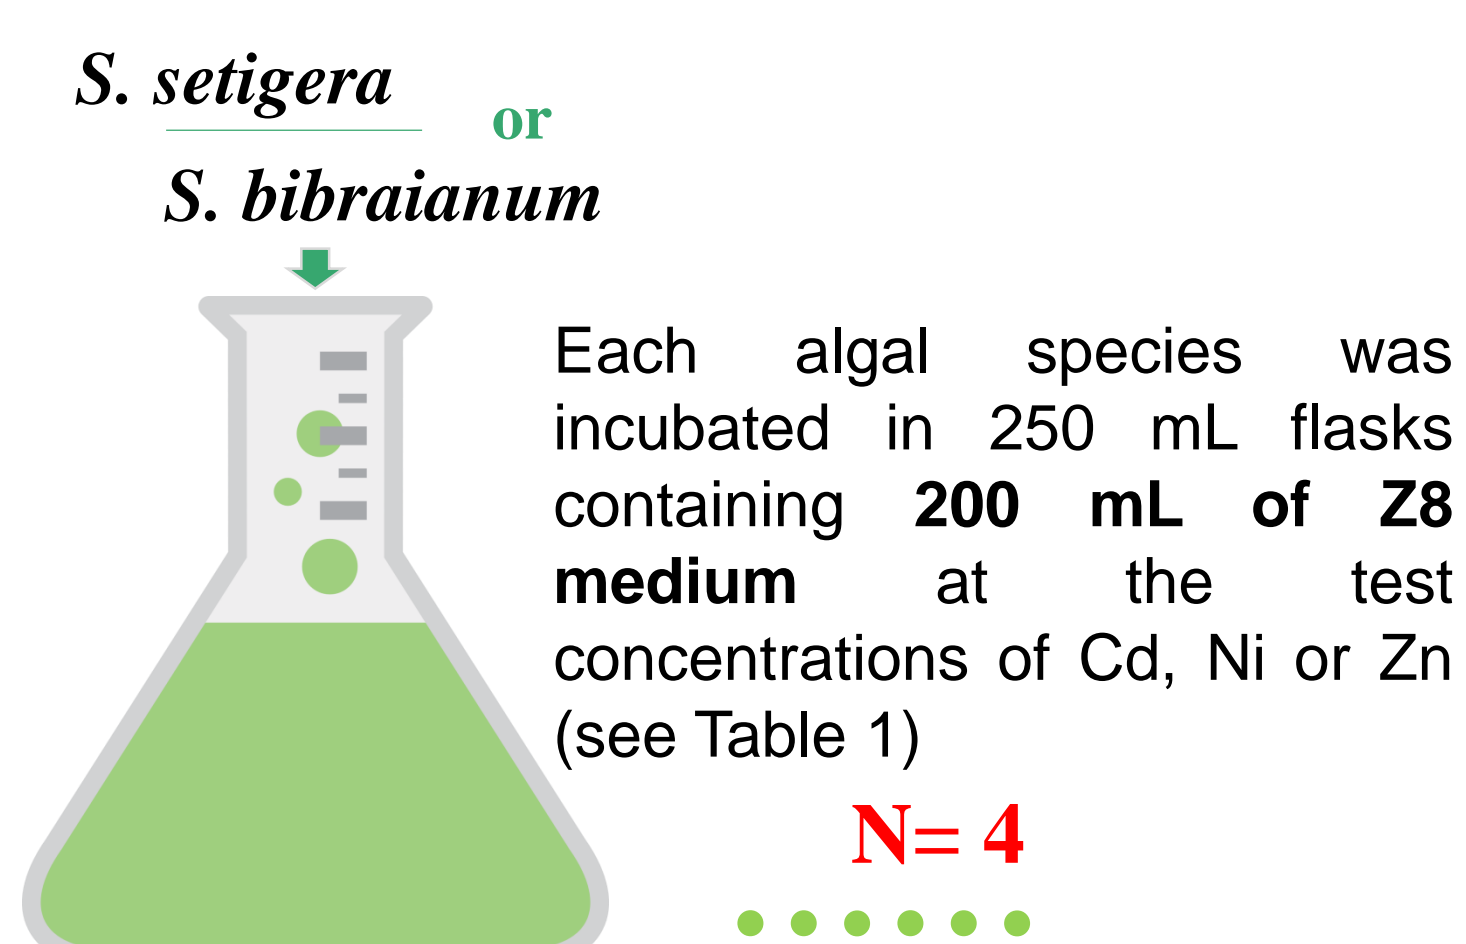 S. setigera
or
S. bibraianum
Each algal species was
incubated in 250 mL flasks
containing 200 mL of Z8
medium at the test
concentrations of Cd, Ni or Zn
(see Table 1)
N= 4